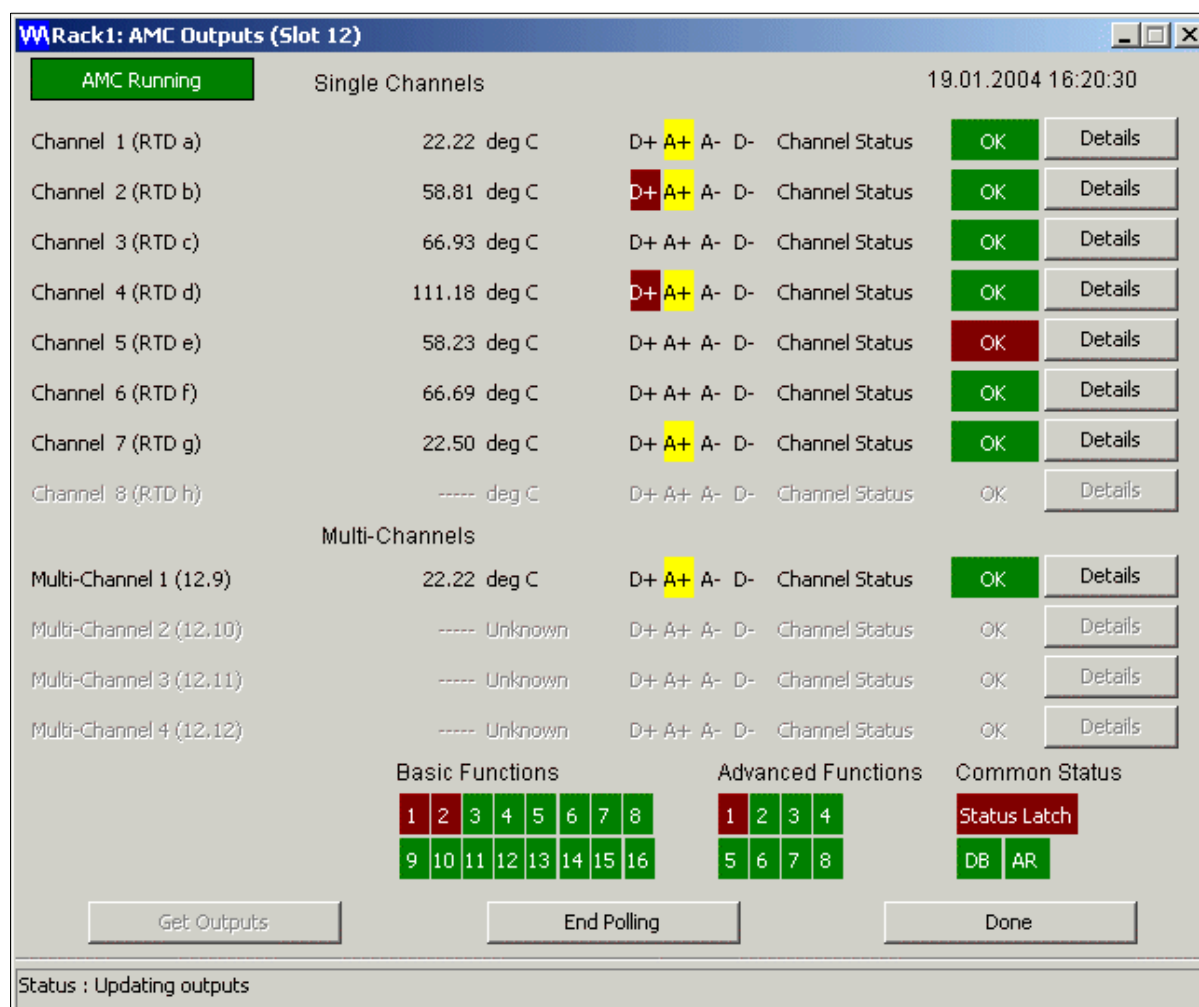 Rack1: AMC Outputs (Slot 12)
AMC Running Single Channels 19.01.2004 16:20:30
Channel 1 (RTD a) 22.22 deg C D+ A+ A- D- Channel Status OK Details
Channel 2 (RTD b) 58.81 deg C D+ A+ A- D- Channel Status OK Details
Channel 3 (RTD c) 66.93 deg C D+ A+ A- D- Channel Status OK Details
Channel 4 (RTD d) 111.18 deg C D+ A+ A- D- Channel Status OK Details
Channel 5 (RTD e) 58.23 deg C D+ A+ A- D- Channel Status OK Details
Channel 6 (RTD f) 66.69 deg C D+ A+ A- D- Channel Status OK Details
Channel 7 (RTD g) 22.50 deg C D+ A+ A- D- Channel Status OK Details
Channel 8 (RTD h) ----- deg C D+ A+ A- D- Channel Status OK Details
Multi-Channels
Multi-Channel 1 (12.9) 22.22 deg C D+ A+ A- D- Channel Status OK Details
Multi-Channel 2 (12.10) ----- Unknown D+ A+ A- D- Channel Status OK Details
Multi-Channel 3 (12.11) ----- Unknown D+ A+ A- D- Channel Status OK Details
Multi-Channel 4 (12.12) ----- Unknown D+ A+ A- D- Channel Status OK Details
Basic Functions Advanced Functions Common Status
1 2 3 4 5 6 7 8 1 2 3 4 Status Latch
9 10 11 12 13 14 15 16 5 6 7 8 DB AR
Get Outputs End Polling Done
Status : Updating outputs